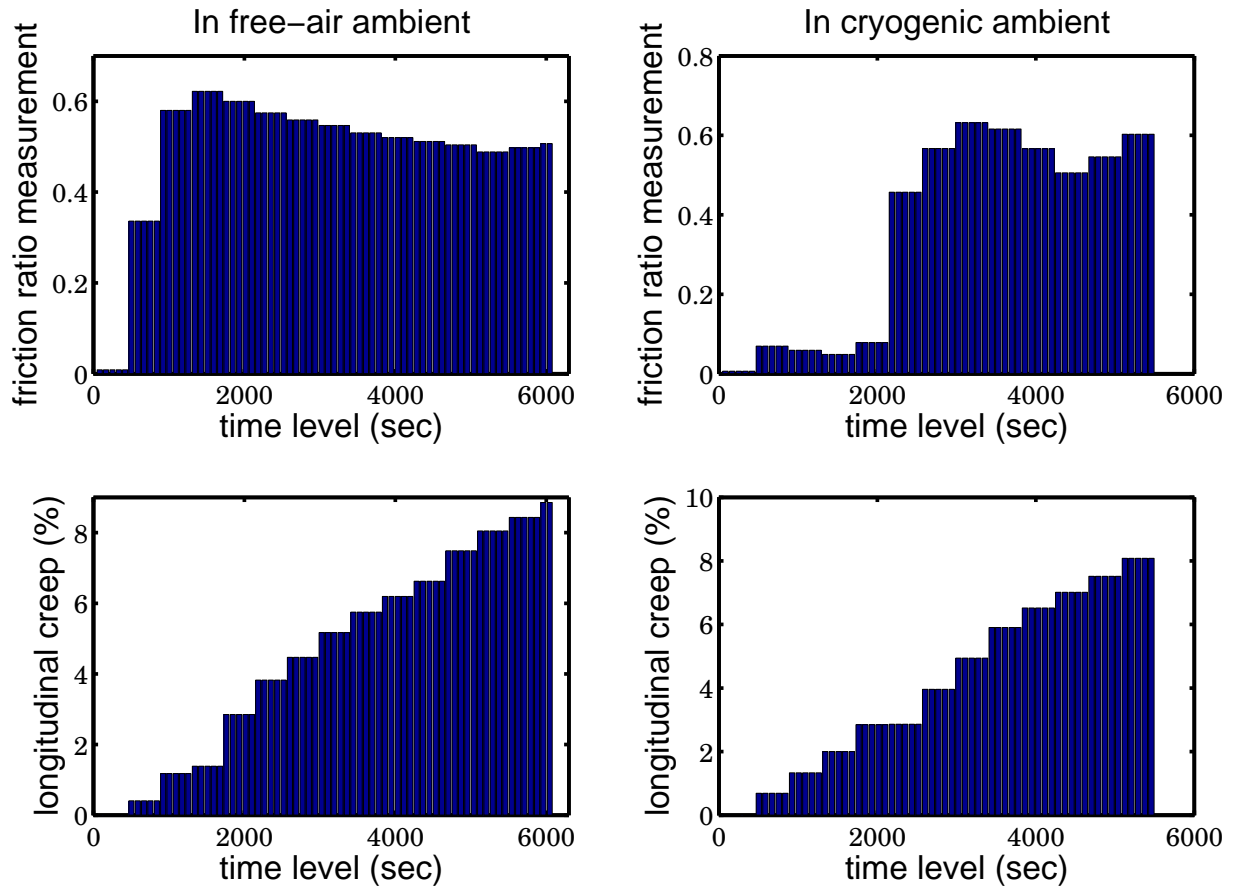 In free−air ambient
friction ratio measurement
0.6
0.4
0.2
0
0 2000 4000 6000
time level (sec)
In cryogenic ambient
friction ratio measurement
0.8
0.6
0.4
0.2
0
0 2000 4000 6000
time level (sec)
longitudinal creep (%)
8
6
4
2
0
0 2000 4000 6000
time level (sec)
longitudinal creep (%)
10
8
6
4
2
0
0 2000 4000 6000
time level (sec)